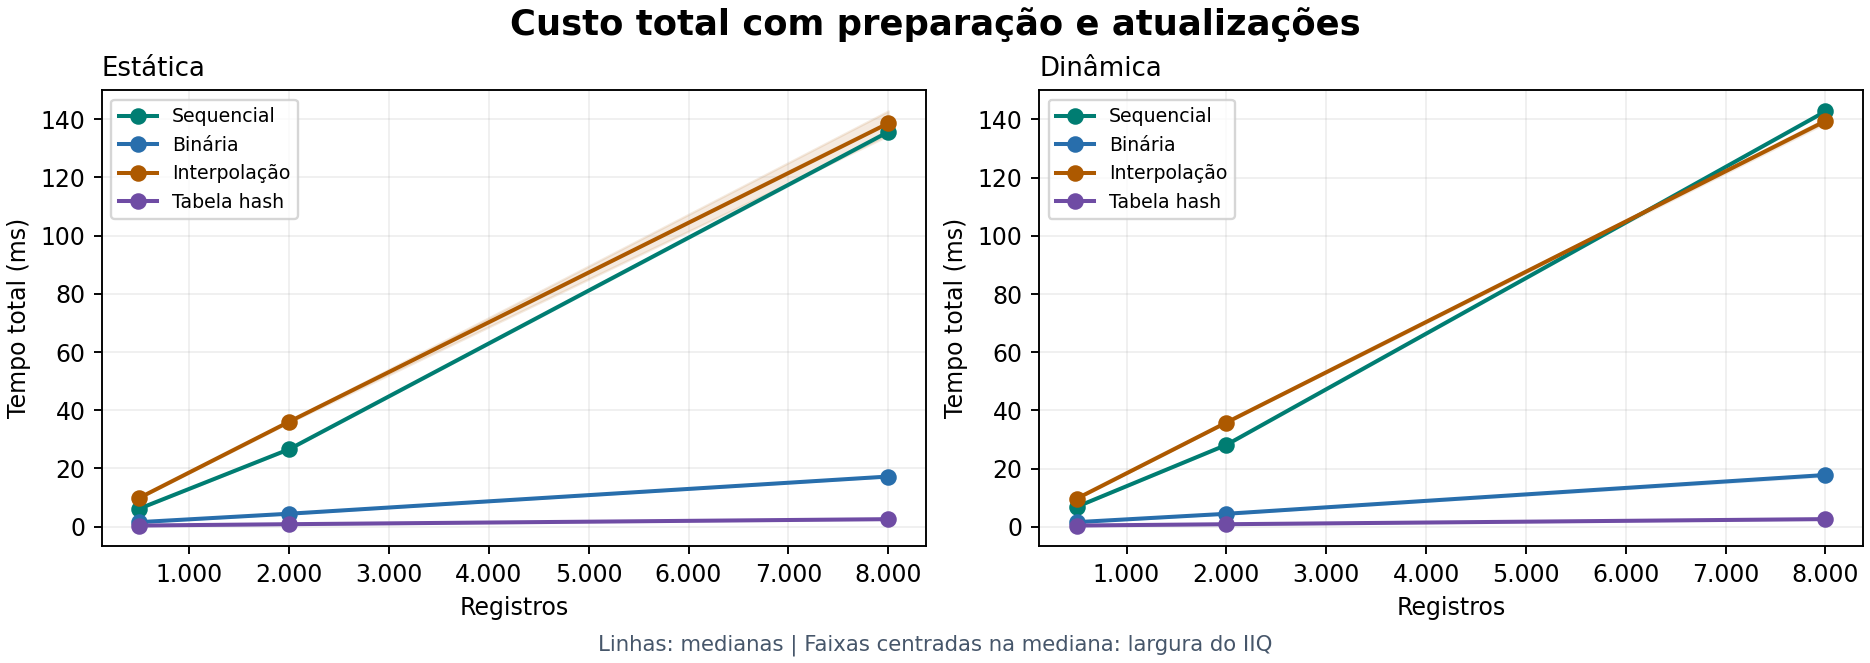 Custo total com preparação e atualizações
Estática
Sequencial
Binária
Interpolação
Tabela hash
Tempo total (ms)
140
120
100
80
60
40
20
0
1.000
2.000
3.000
4.000
5.000
6.000
7.000
8.000
Registros
Dinâmica
Sequencial
Binária
Interpolação
Tabela hash
Tempo total (ms)
140
120
100
80
60
40
20
0
1.000
2.000
3.000
4.000
5.000
6.000
7.000
8.000
Registros
Linhas: medianas | Faixas centradas na mediana: largura do IIQ